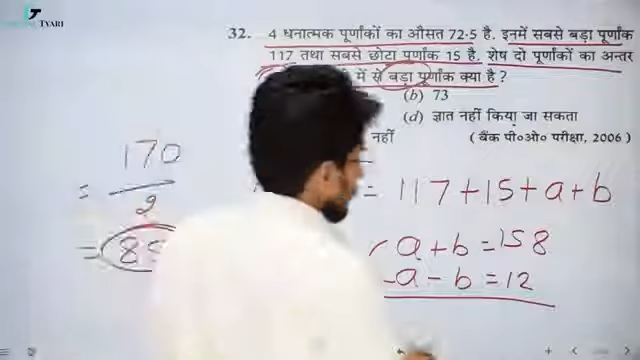 TYARI
32. 4 धनात्मक पूर्णांकों का औसत 72·5 है. इनमें सबसे बड़ा पूर्णांक
117 तथा सबसे छोटा पूर्णांक 15 है. शेष दो पूर्णांकों का अन्तर
में से बड़ा पूर्णांक क्या है ?
(b) 73
(d) ज्ञात नहीं किया जा सकता
नहीं ( बैंक पी०ओ० परीक्षा, 2006 )
= 117+15+a+b
a+b=158
a-b=12
= 170/2
= 85